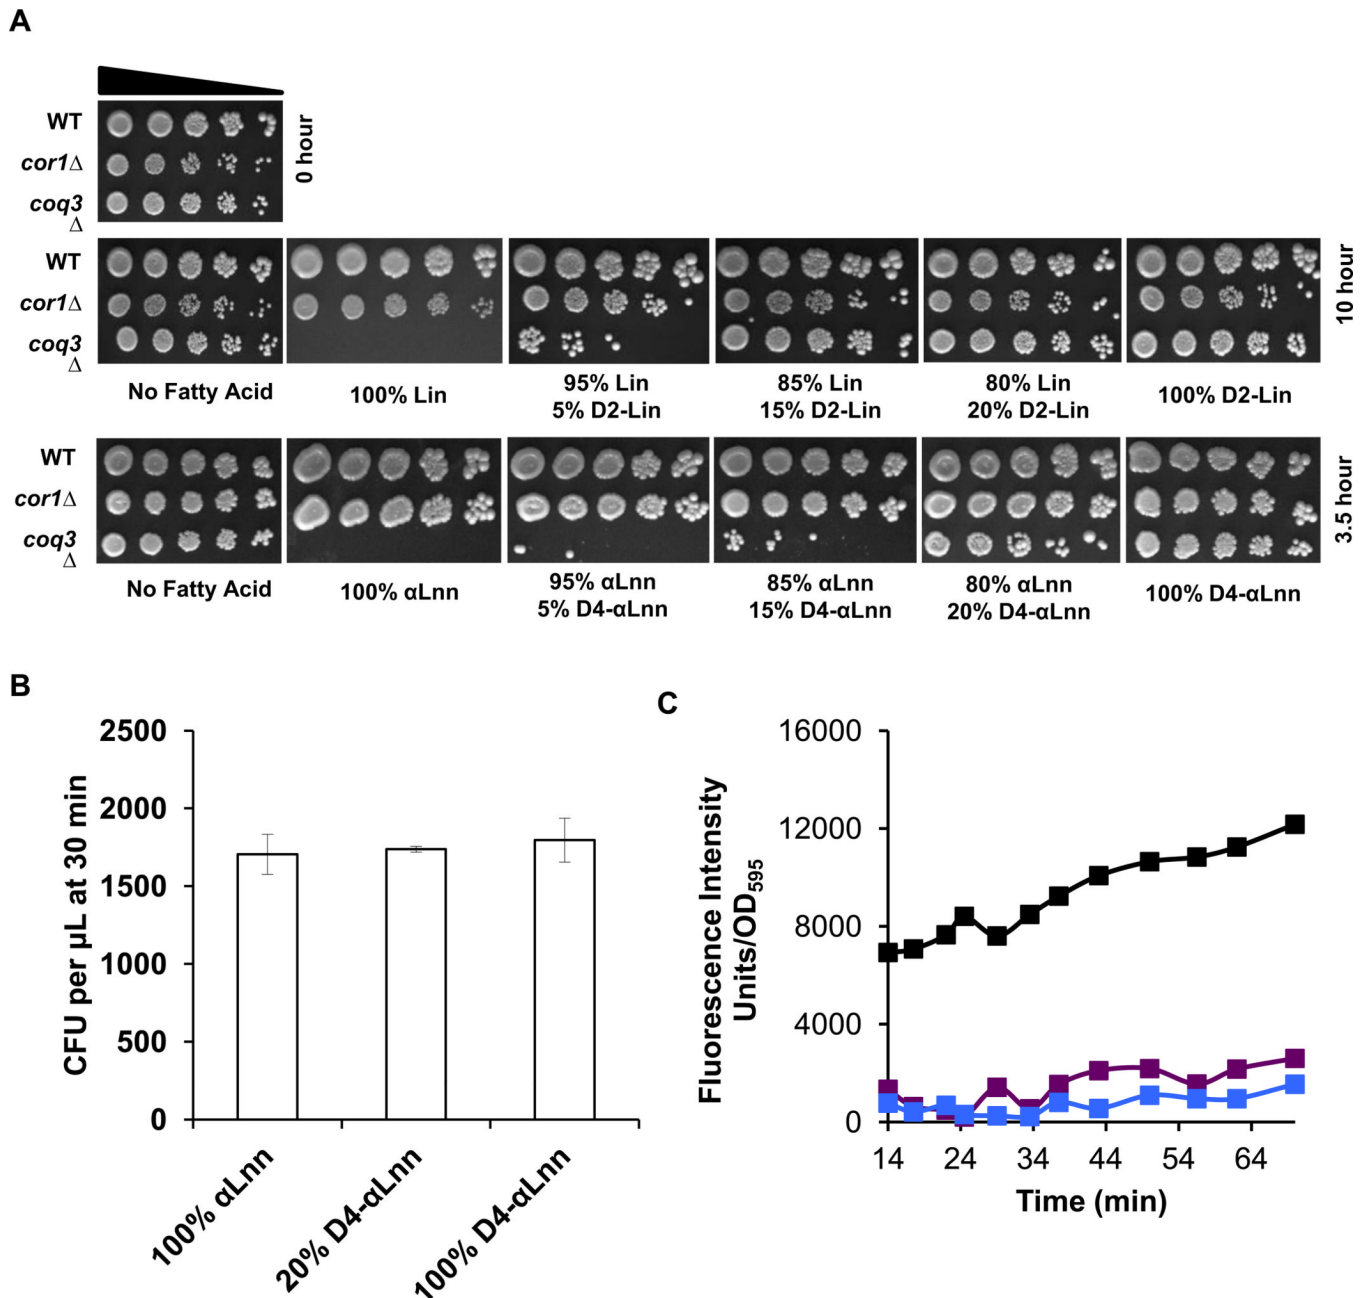 A
WT
cor1Δ
coq3
Δ
0 hour
WT
cor1Δ
coq3
Δ
10 hour
No Fatty Acid
100% Lin
95% Lin
5% D2-Lin
85% Lin
15% D2-Lin
80% Lin
20% D2-Lin
100% D2-Lin
WT
cor1Δ
coq3
Δ
3.5 hour
No Fatty Acid
100% αLnn
95% αLnn
5% D4-αLnn
85% αLnn
15% D4-αLnn
80% αLnn
20% D4-αLnn
100% D4-αLnn
B
CFU per µL at 30 min
2500
2000
1500
1000
500
0
100% αLnn
20% D4-αLnn
100% D4-αLnn
C
Fluorescence Intensity
Units/OD595
16000
12000
8000
4000
0
14 24 34 44 54 64
Time (min)